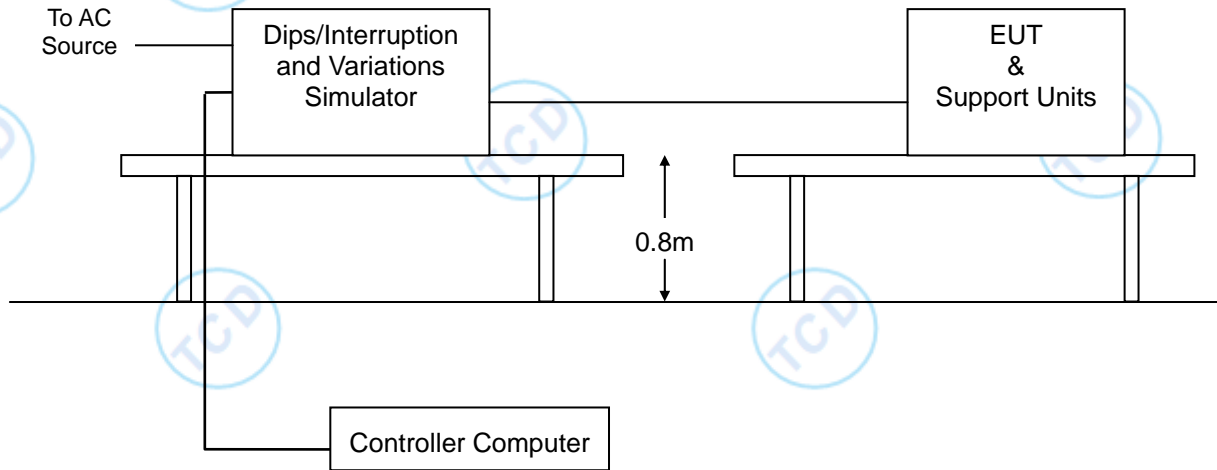 To AC
Source
Dips/Interruption
and Variations
Simulator
EUT
&
Support Units
0.8m
Controller Computer
TCD
TCD
TCD
TCD
TCD